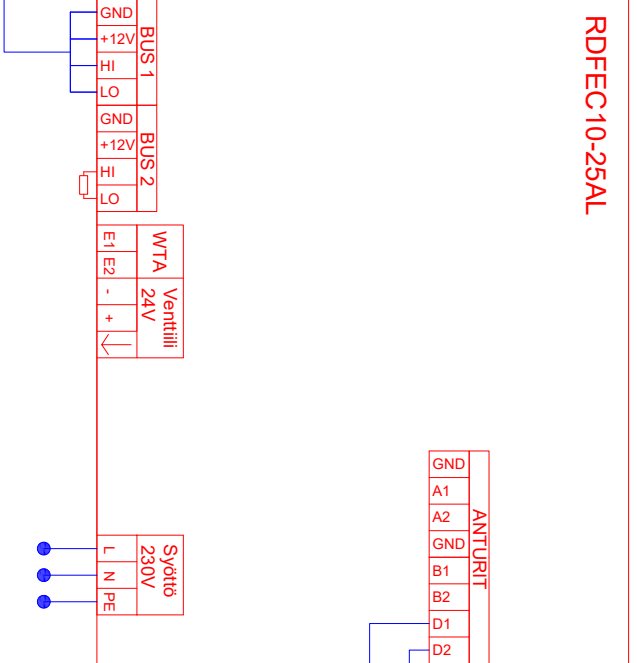 RDFEC10-25AL
BUS 1
GND
+12V
HI
LO
BUS 2
GND
+12V
HI
LO
WTA
E1
E2
Venttiili
24V
-
+
Syöttö
230V
L
N
PE
ANTURIT
GND
A1
A2
GND
B1
B2
D1
D2